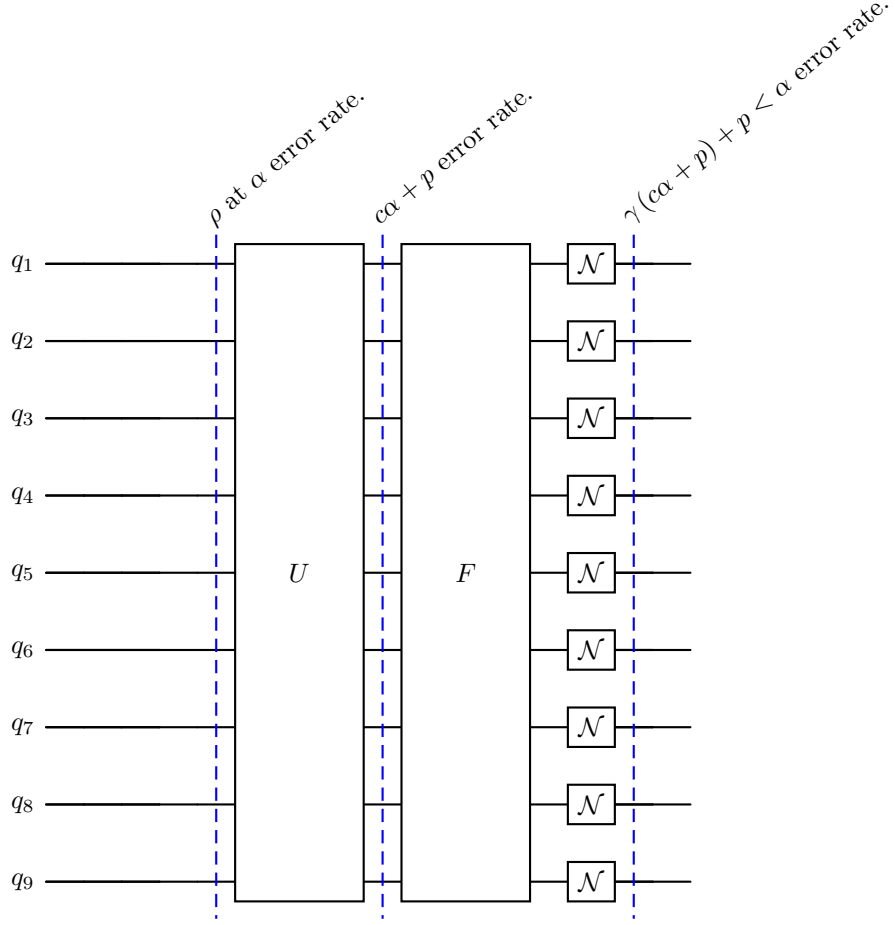 ρ at α error rate.
cα + p error rate.
γ (cα + p) + p < α error rate.
q₁ 𝒩
q₂ 𝒩
q₃ 𝒩
q₄ 𝒩
q₅ U F 𝒩
q₆ 𝒩
q₇ 𝒩
q₈ 𝒩
q₉ 𝒩